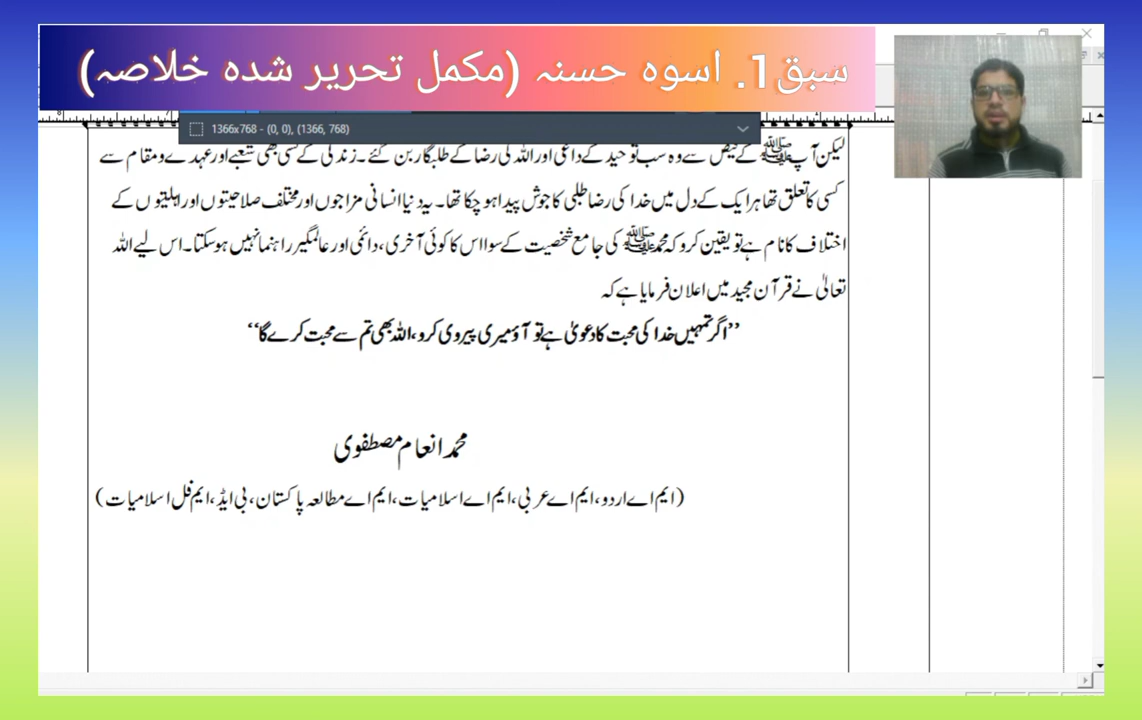 سبق1. اسوہ حسنہ (مکمل تحریر شدہ خلاصہ)
1366x768 - (0, 0), (1366, 768)
لیکن آپ ﷺ کے فیض سے وہ سب تو حید کے داعی اور اللہ کی رضا کے طلبگار بن گئے۔ زندگی کے کسی بھی شعبے اور عہدے و مقام سے
کسی کا تعلق تھا ہر ایک کے دل میں خدا کی رضا طلبی کا جوش پیدا ہو چکا تھا۔ یہ دنیا انسانی مزاجوں اور مختلف صلاحیتوں اور اہلیتوں کے
اختلاف کا نام ہے تو یقین کرو کہ محمد ﷺ کی جامع شخصیت کے سوا اس کا کوئی آخری، دائمی اور عالمگیر راہنما نہیں ہو سکتا۔ اس لیے اللہ
تعالیٰ نے قرآن مجید میں اعلان فرمایا ہے کہ
’’اگر تمہیں خدا کی محبت کا دعویٰ ہے تو آؤ میری پیروی کرو، اللہ بھی تم سے محبت کرے گا‘‘
محمد انعام مصطفوی
(ایم اے اردو، ایم اے عربی، ایم اے اسلامیات، ایم اے مطالعہ پاکستان، بی ایڈ، ایم فل اسلامیات)